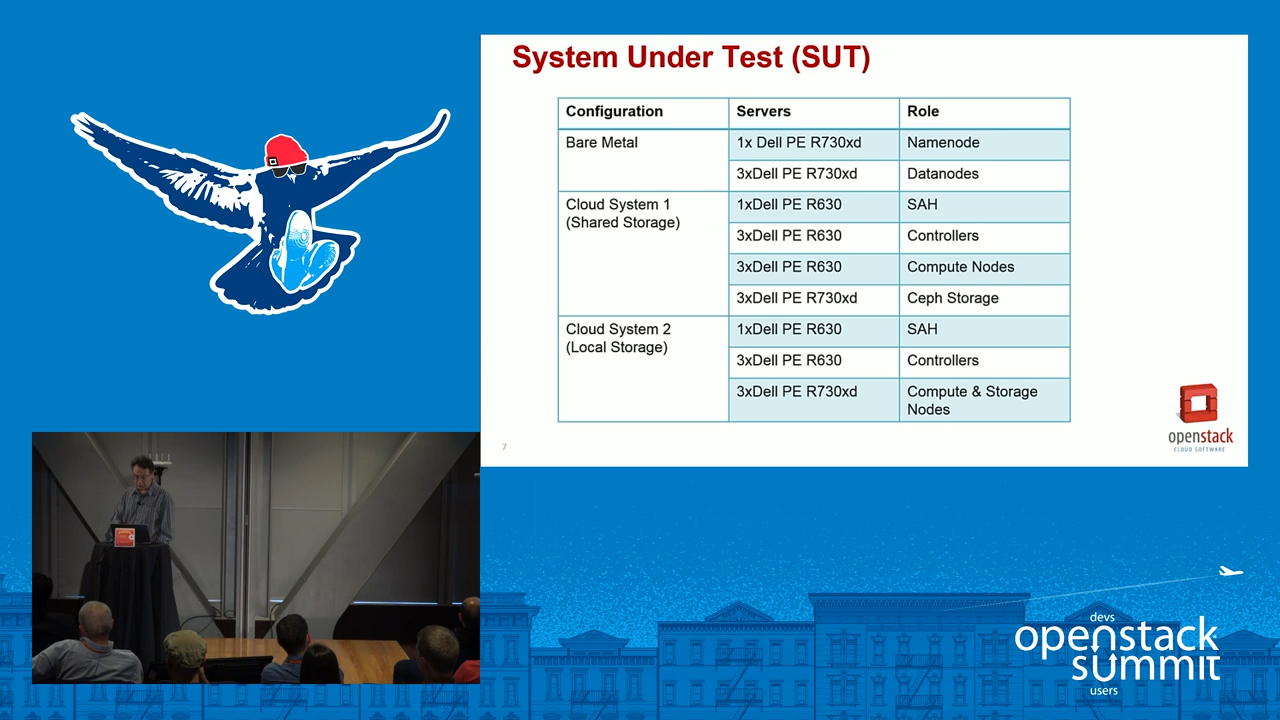 System Under Test (SUT)
Configuration Servers Role
Bare Metal 1x Dell PE R730xd Namenode
3xDell PE R730xd Datanodes
Cloud System 1 1xDell PE R630 SAH
(Shared Storage)
3xDell PE R630 Controllers
3xDell PE R630 Compute Nodes
3xDell PE R730xd Ceph Storage
Cloud System 2 1xDell PE R630 SAH
(Local Storage)
3xDell PE R630 Controllers
3xDell PE R730xd Compute & Storage
Nodes
7
openstack
CLOUD SOFTWARE
devs
openstack
summit
users